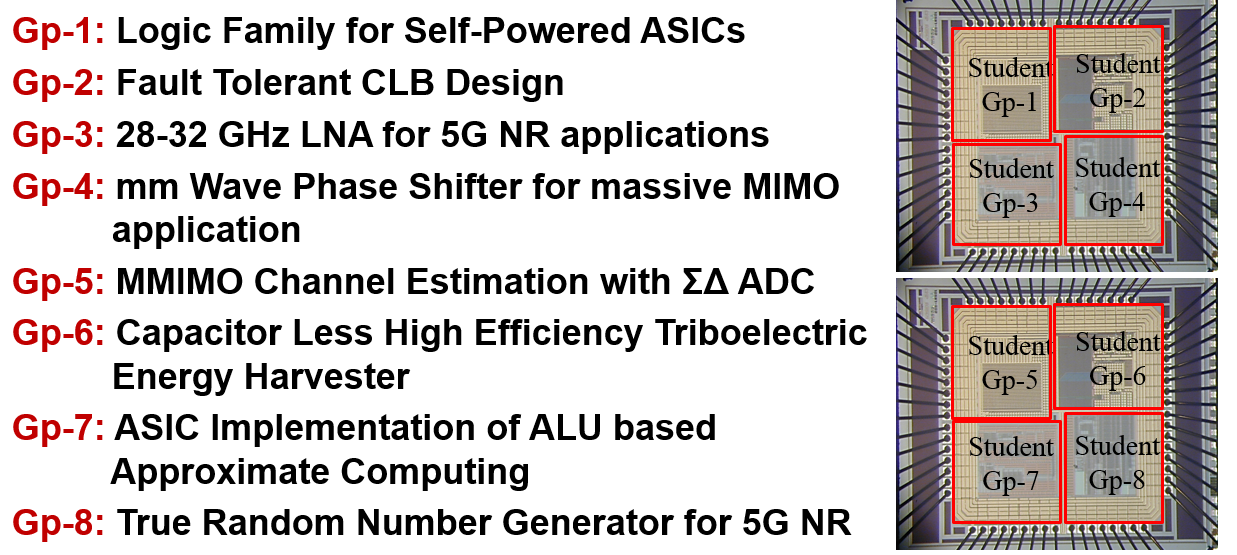 Gp-1: Logic Family for Self-Powered ASICs
Gp-2: Fault Tolerant CLB Design
Gp-3: 28-32 GHz LNA for 5G NR applications
Gp-4: mm Wave Phase Shifter for massive MIMO
application
Gp-5: MMIMO Channel Estimation with ΣΔ ADC
Gp-6: Capacitor Less High Efficiency Triboelectric
Energy Harvester
Gp-7: ASIC Implementation of ALU based
Approximate Computing
Gp-8: True Random Number Generator for 5G NR
Student
Gp-1
Student
Gp-2
Student
Gp-3
Student
Gp-4
Student
Gp-5
Student
Gp-6
Student
Gp-7
Student
Gp-8